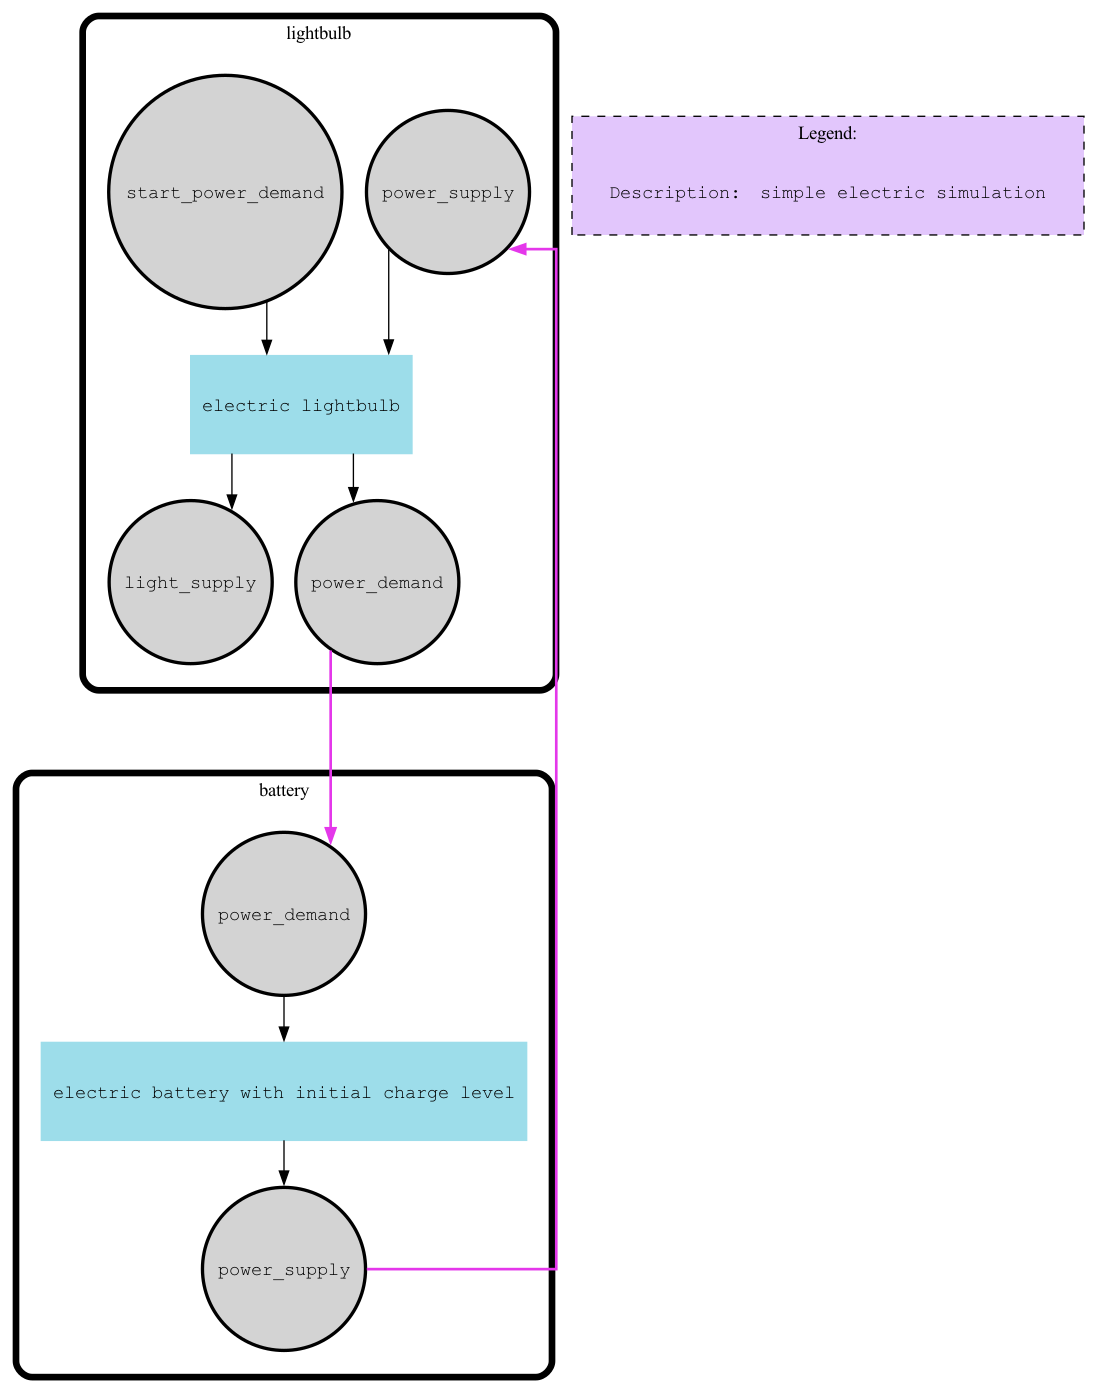 lightbulb
Legend:
start_power_demand
power_supply
Description: simple electric simulation
electric lightbulb
light_supply
power_demand
battery
power_demand
electric battery with initial charge level
power_supply